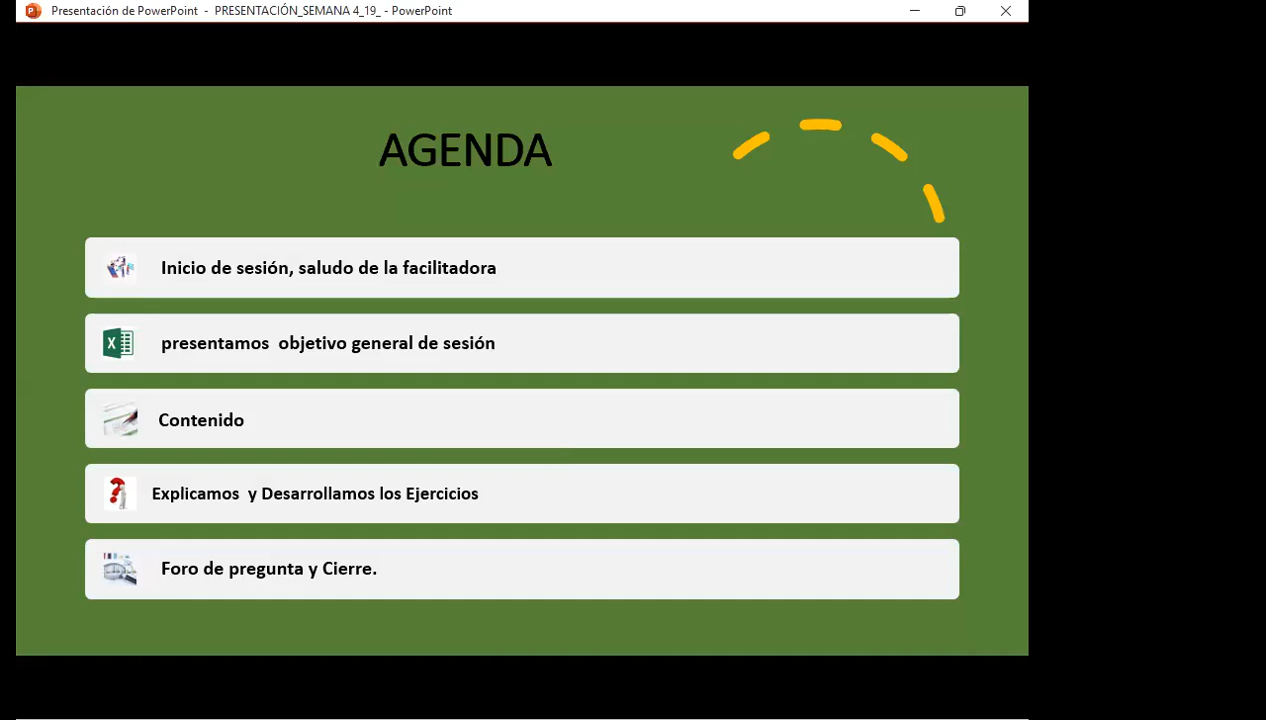 Presentación de PowerPoint - PRESENTACIÓN_SEMANA 4_19_ - PowerPoint
AGENDA
Inicio de sesión, saludo de la facilitadora
presentamos  objetivo general de sesión
Contenido
Explicamos  y Desarrollamos los Ejercicios
Foro de pregunta y Cierre.